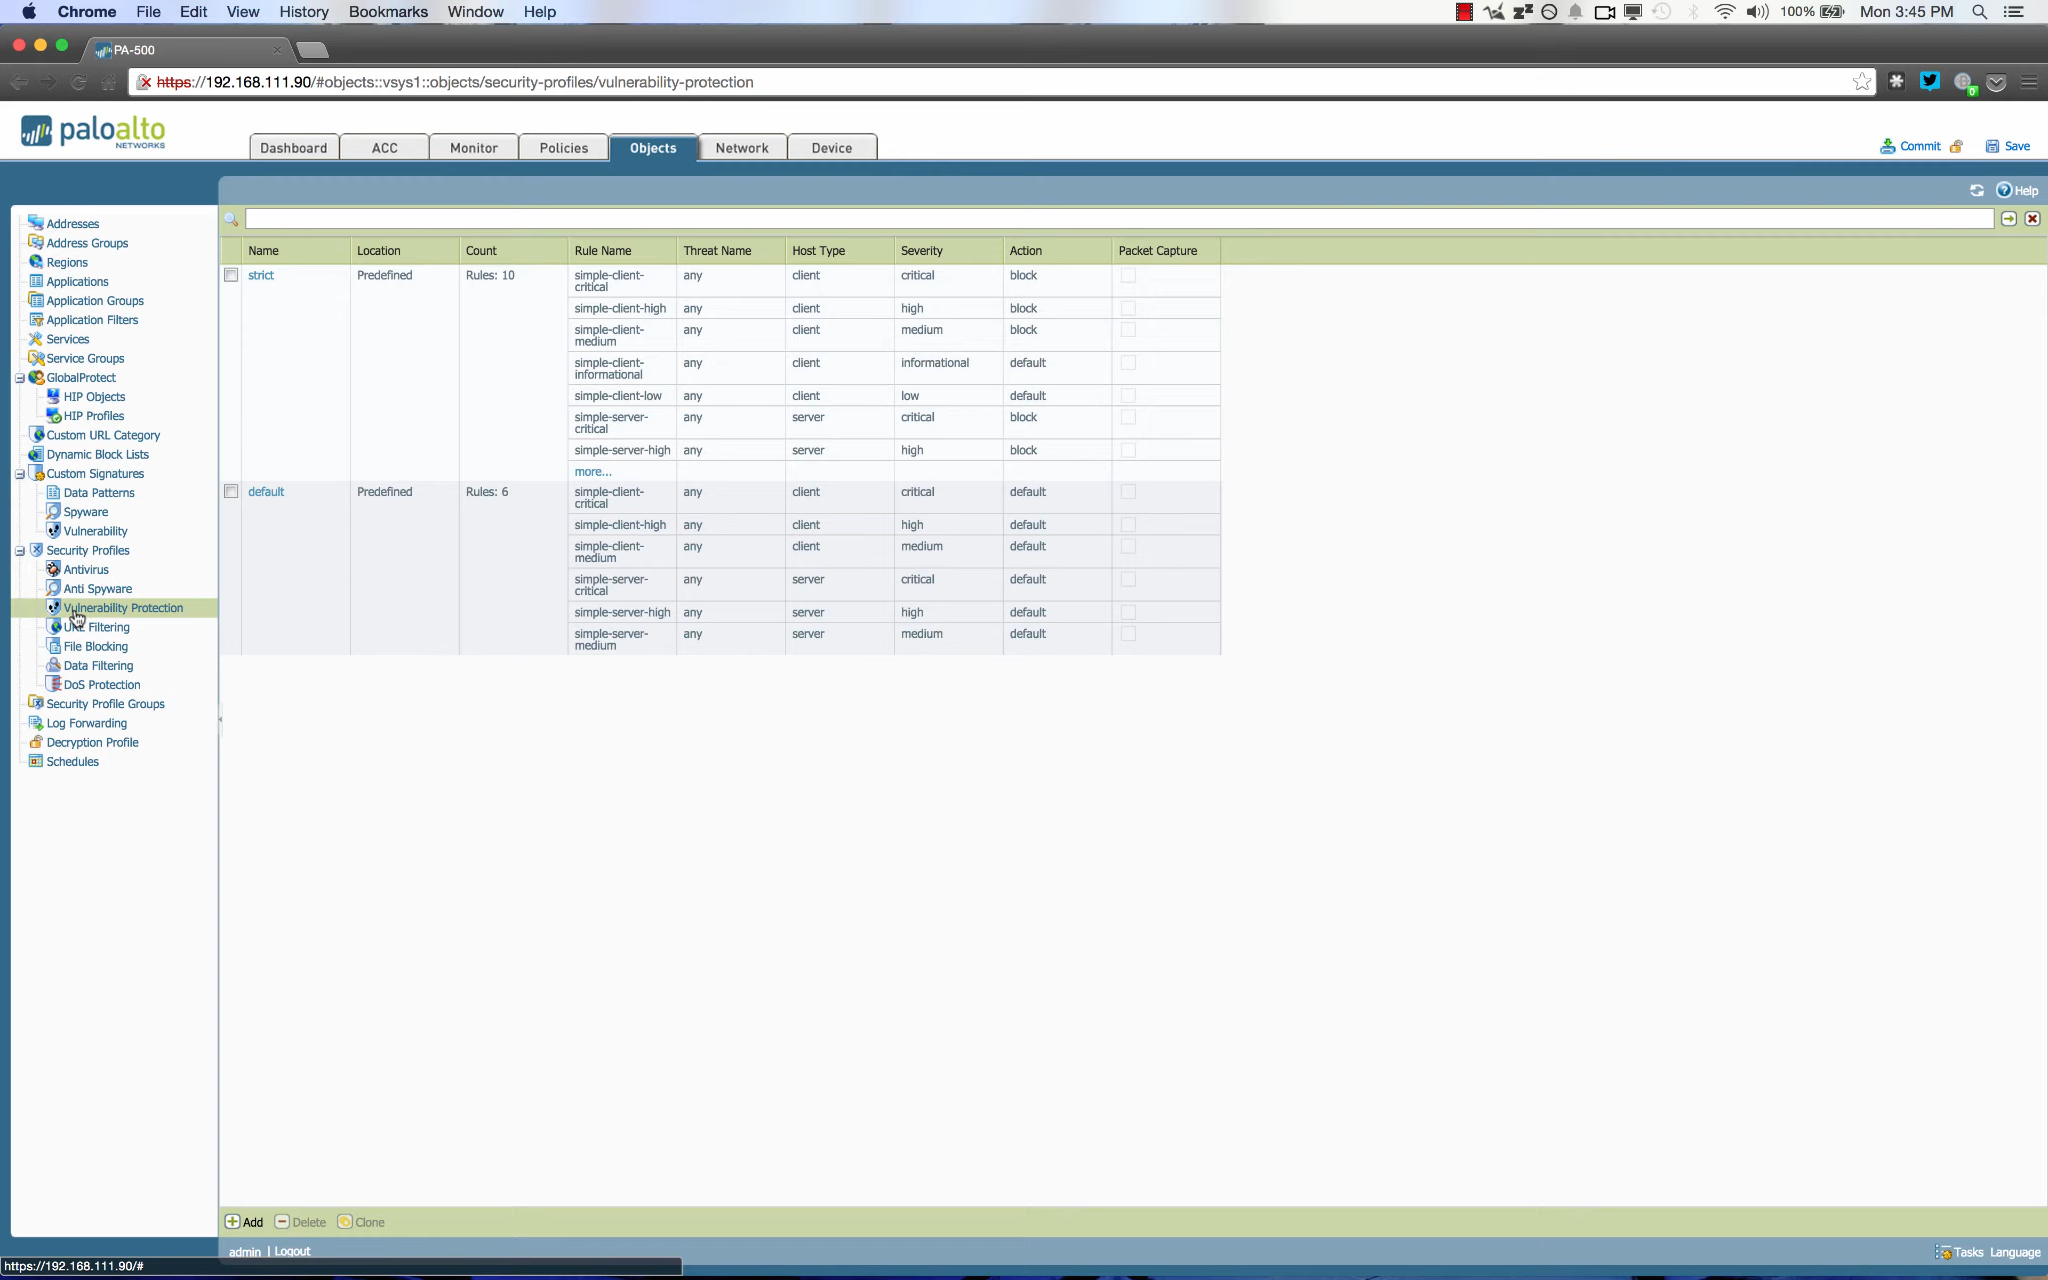 Chrome File Edit View History Bookmarks Window Help 100% Mon 3:45 PM
PA-500
https://192.168.111.90/#objects::vsys1::objects/security-profiles/vulnerability-protection
0
paloalto
NETWORKS
Dashboard ACC Monitor Policies Objects Network Device
Commit Save
Help
Addresses
Address Groups
Regions
Applications
Application Groups
Application Filters
Services
Service Groups
GlobalProtect
HIP Objects
HIP Profiles
Custom URL Category
Dynamic Block Lists
Custom Signatures
Data Patterns
Spyware
Vulnerability
Security Profiles
Antivirus
Anti Spyware
Vulnerability Protection
URL Filtering
File Blocking
Data Filtering
DoS Protection
Security Profile Groups
Log Forwarding
Decryption Profile
Schedules
Name Location Count Rule Name Threat Name Host Type Severity Action Packet Capture
strict Predefined Rules: 10 simple-client- any client critical block
critical
simple-client-high any client high block
simple-client- any client medium block
medium
simple-client- any client informational default
informational
simple-client-low any client low default
simple-server- any server critical block
critical
simple-server-high any server high block
more...
default Predefined Rules: 6 simple-client- any client critical default
critical
simple-client-high any client high default
simple-client- any client medium default
medium
simple-server- any server critical default
critical
simple-server-high any server high default
simple-server- any server medium default
medium
Add Delete Clone
admin | Logout
Tasks Language
https://192.168.111.90/#